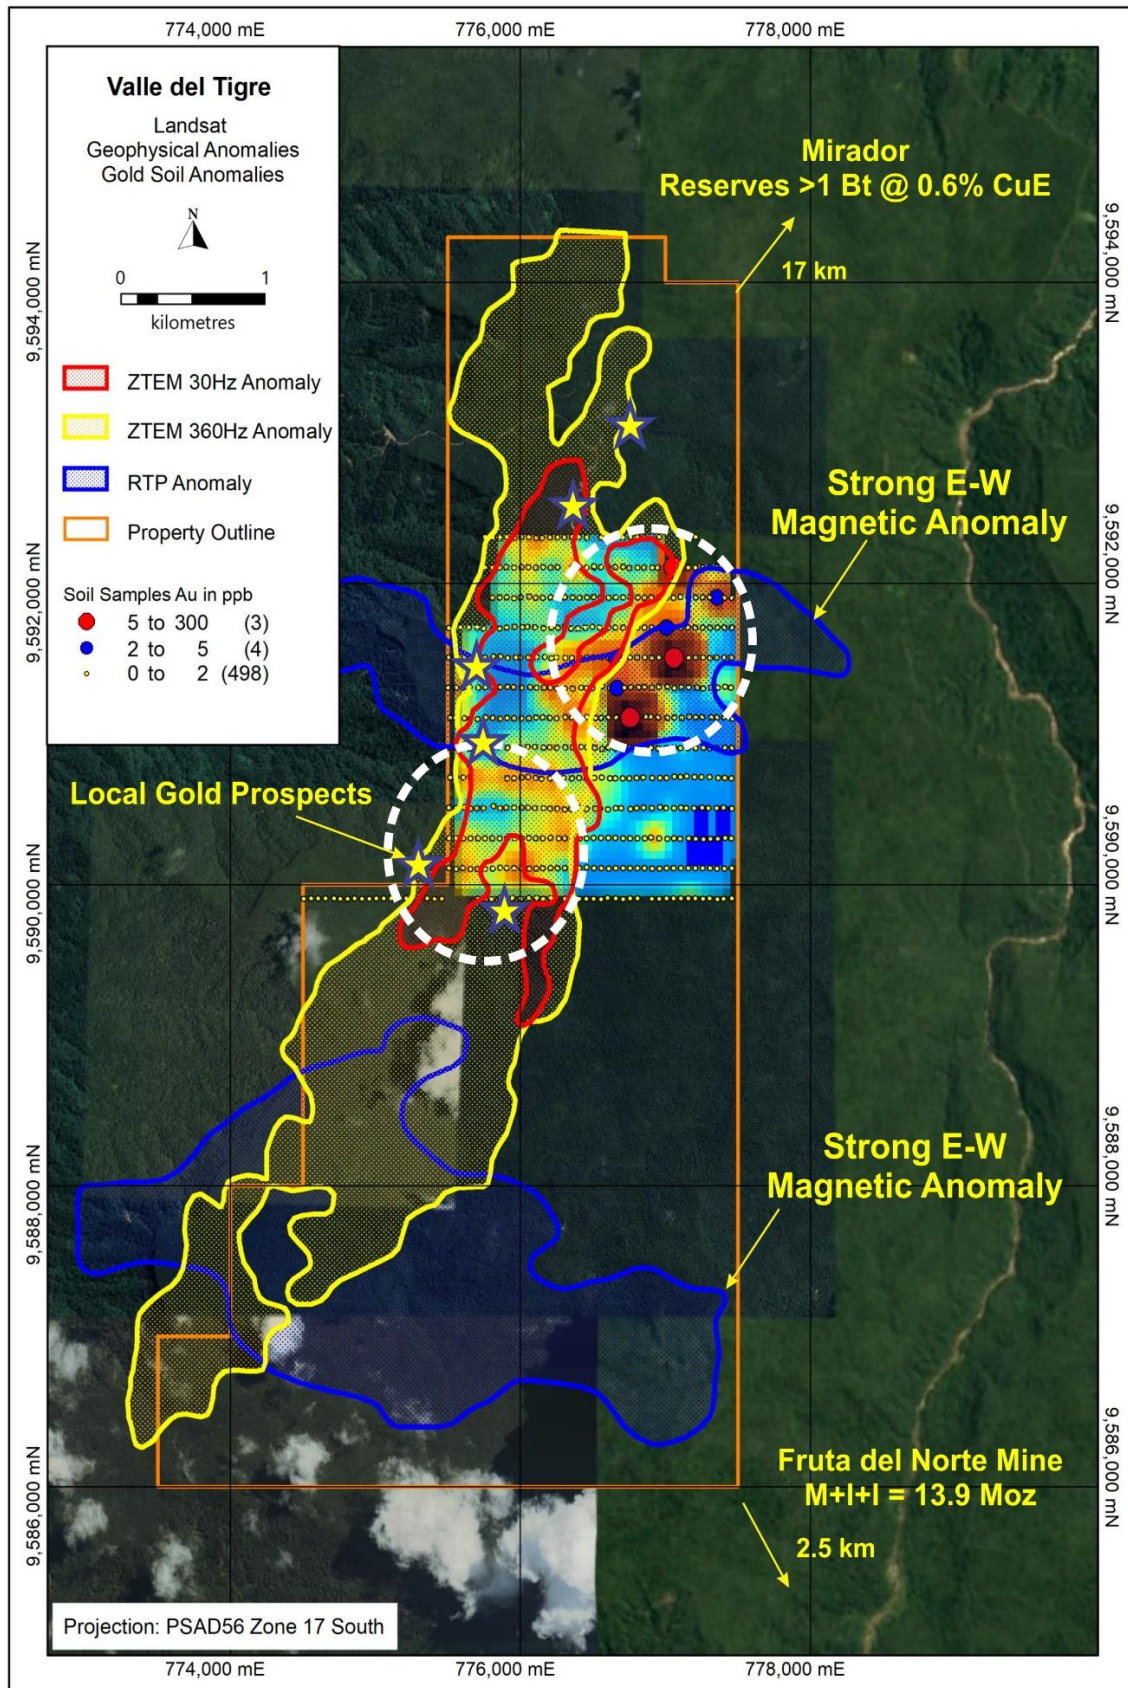 774,000 mE
776,000 mE
778,000 mE
Valle del Tigre
Landsat
Geophysical Anomalies
Gold Soil Anomalies
N
0 1
kilometres
ZTEM 30Hz Anomaly
ZTEM 360Hz Anomaly
RTP Anomaly
Property Outline
Soil Samples Au in ppb
5 to 300 (3)
2 to 5 (4)
0 to 2 (498)
Mirador
Reserves >1 Bt @ 0.6% CuE
17 km
9,594,000 mN
9,594,000 mN
Strong E-W
Magnetic Anomaly
9,592,000 mN
9,592,000 mN
Local Gold Prospects
9,590,000 mN
9,590,000 mN
Strong E-W
Magnetic Anomaly
9,588,000 mN
9,588,000 mN
Fruta del Norte Mine
M+I+I = 13.9 Moz
2.5 km
9,586,000 mN
9,586,000 mN
Projection: PSAD56 Zone 17 South
774,000 mE
776,000 mE
778,000 mE